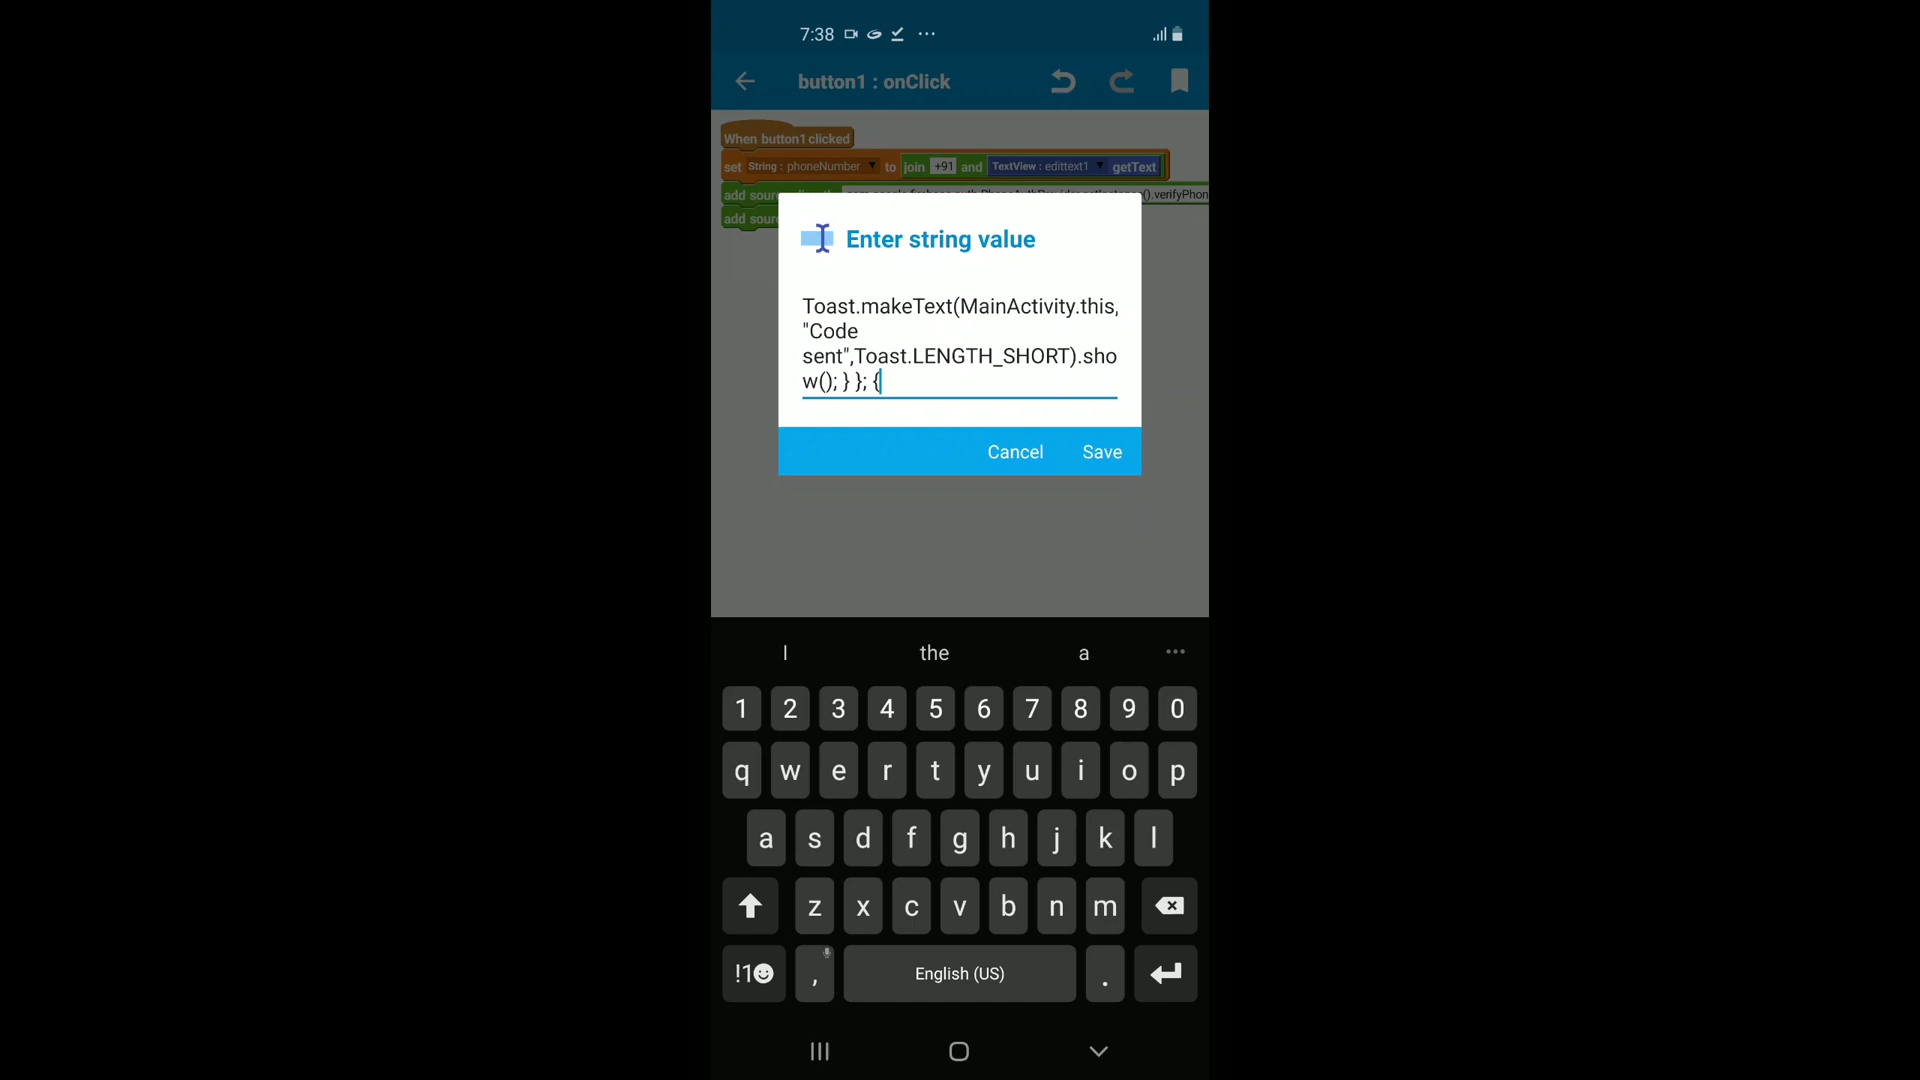 7:38
button1 : onClick
When button1 clicked
set String : phoneNumber to join +91 and TextView : edittext1 getText
add sour ().verifyPhon
add sour
Enter string value
Toast.makeText(MainActivity.this,
"Code
sent",Toast.LENGTH_SHORT).sho
w(); } }; {
Cancel Save
I the a
1 2 3 4 5 6 7 8 9 0
q w e r t y u i o p
a s d f g h j k l
z x c v b n m
!1 , English (US) .